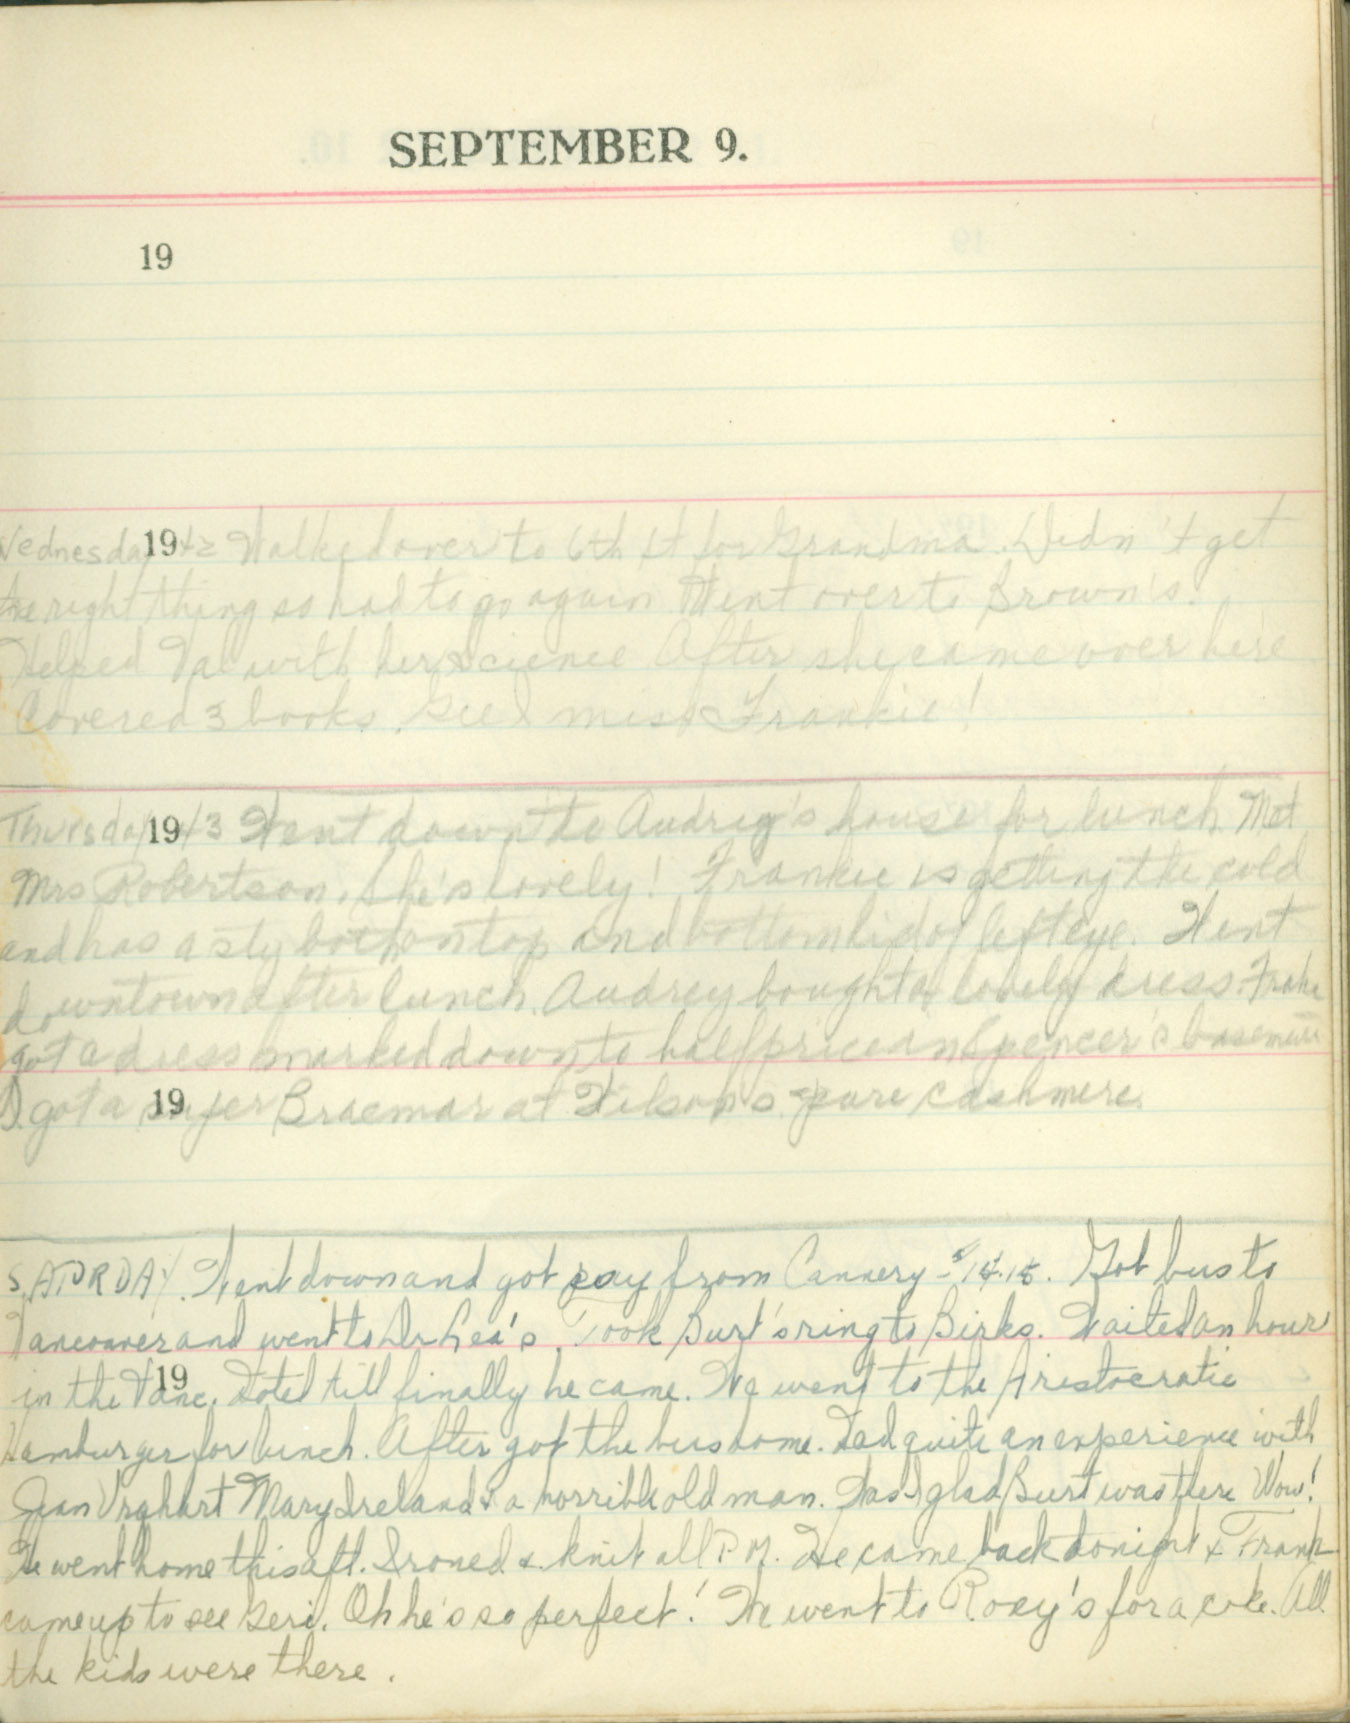 SEPTEMBER 9.
19
Wednesday 1942 Walked over to 6th St for Grandma. Didn't get
the right thing so had to go again Went over to Brown's.
Helped Val with her science After she came over here
Covered 3 books. Gee I miss Frankie!
Thursday 1943 Went down to Audrey's house for lunch. Met
Mrs Robertson. She's lovely! Frankie is getting the cold
and has a sty both on top and bottom lid of left eye. Went
downtown after lunch. Audrey bought a lovely dress.
got a dress marked down to half price in Spencer's basement
I got a super Braemar at Wilson's - pure cashmere.
19
SATURDAY. Went down and got pay from Cannery - $14.15. Got bus to
Vancouver and went to Dr Lea's. Took Burt's ring to Birks. Waited an hour
19
in the Vanc. Hotel till finally he came. We went to the Aristocratic
Hamburger for lunch. After got the bus home. Had quite an experience with
Jean Urghart Mary Ireland & a horrible old man. Was I glad Burt was there Wow!
He went home this aft. Ironed & knit all P.M. He came back tonight & Frank
came up to see Geri. Oh he's so perfect! We went to Roxy's for a coke. All
the kids were there.